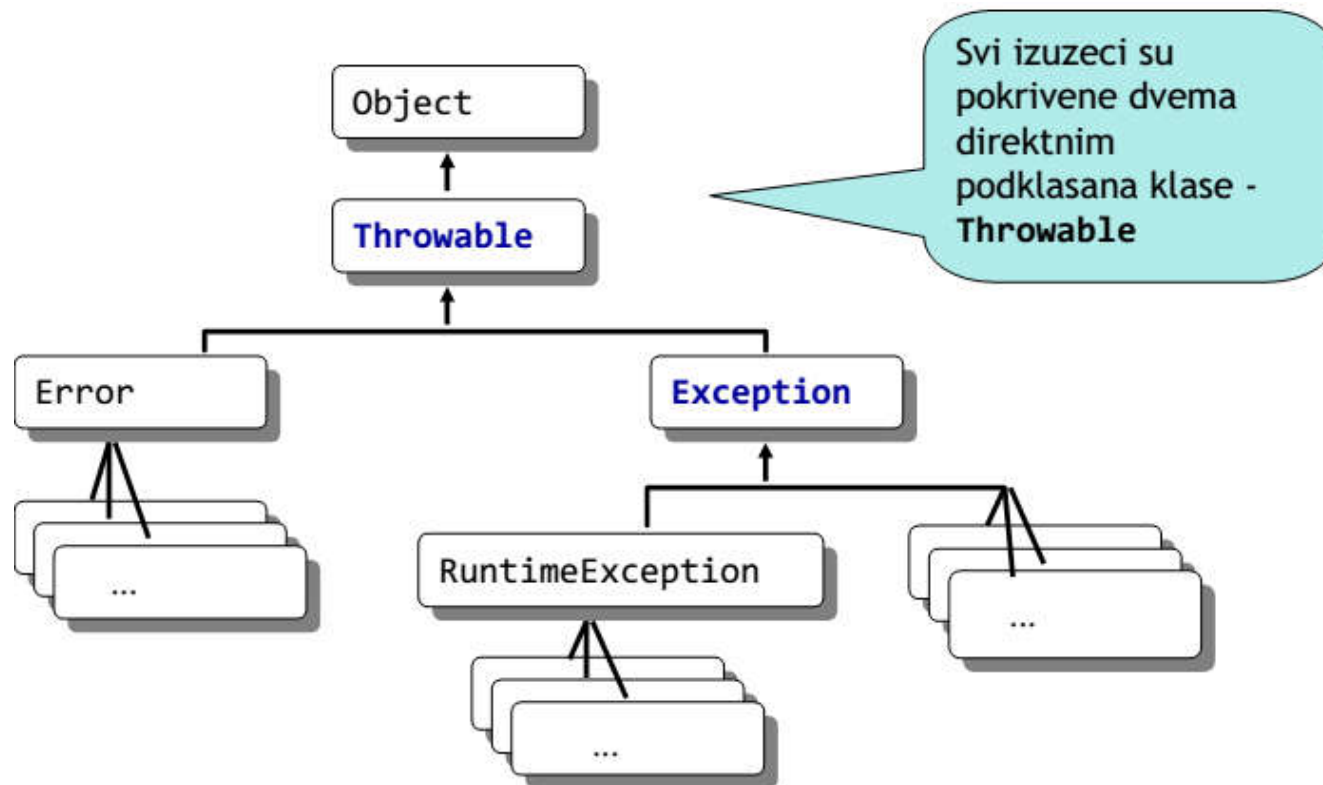 Svi izuzeci su
pokrivene dvema
direktnim
podklasana klase -
Throwable
Object
Throwable
Error
Exception
RuntimeException
...
...
...